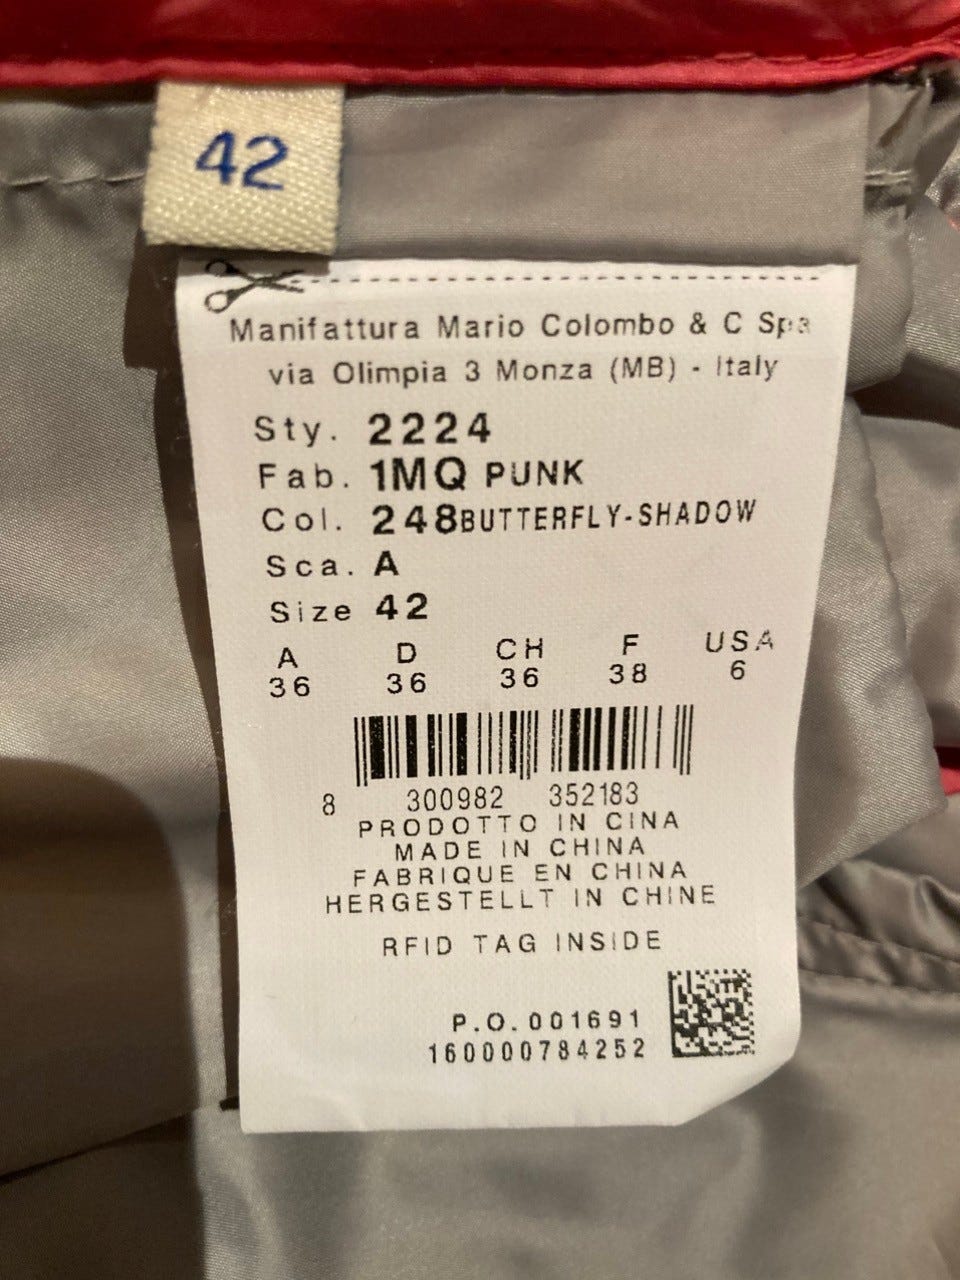 42
Manifattura Mario Colombo & C Spa
via Olimpia 3 Monza (MB) - Italy
Sty. 2224
Fab. 1MQ PUNK
Col. 248BUTTERFLY-SHADOW
Sca. A
Size 42
A D CH F USA
36 36 36 38 6
8 300982 352183
PRODOTTO IN CINA
MADE IN CHINA
FABRIQUE EN CHINA
HERGESTELLT IN CHINE
RFID TAG INSIDE
P.O. 001691
160000784252